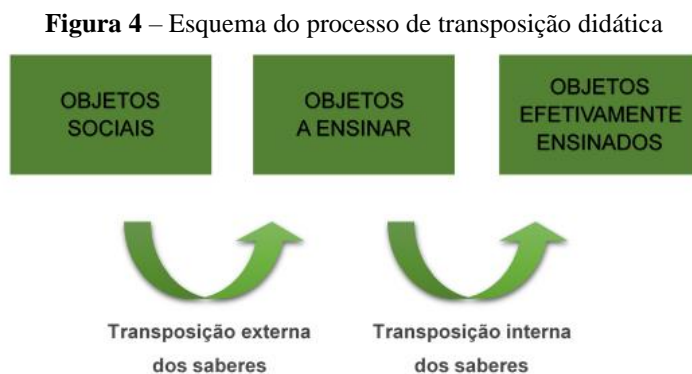 Figura 4 – Esquema do processo de transposição didática
OBJETOS
SOCIAIS
OBJETOS
A ENSINAR
OBJETOS
EFETIVAMENTE
ENSINADOS
Transposição externa
dos saberes
Transposição interna
dos saberes